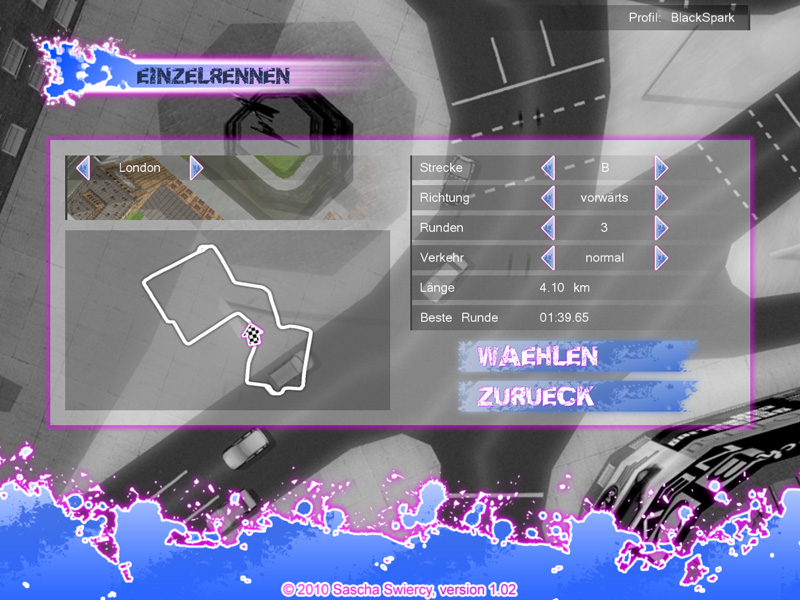 Profil: BlackSpark
EINZELRENNEN
London
Strecke B
Richtung vorwärts
Runden 3
Verkehr normal
Länge 4.10 km
Beste Runde 01:39.65
WAEHLEN
ZURUECK
© 2010 Sascha Swiercy, version 1.02